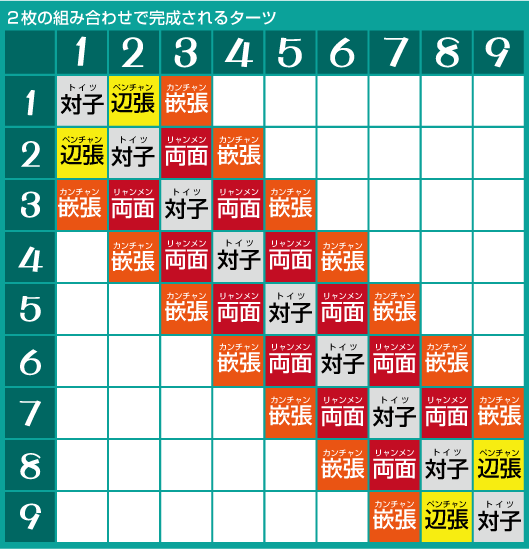 ２枚の組み合わせで完成されるターツ
1 2 3 4 5 6 7 8 9
トイツ ペンチャン カンチャン
1 対子 辺張 嵌張
ペンチャン トイツ リャンメン カンチャン
2 辺張 対子 両面 嵌張
カンチャン リャンメン トイツ リャンメン カンチャン
3 嵌張 両面 対子 両面 嵌張
カンチャン リャンメン トイツ リャンメン カンチャン
4 嵌張 両面 対子 両面 嵌張
カンチャン リャンメン トイツ リャンメン カンチャン
5 嵌張 両面 対子 両面 嵌張
カンチャン リャンメン トイツ リャンメン カンチャン
6 嵌張 両面 対子 両面 嵌張
カンチャン リャンメン トイツ リャンメン カンチャン
7 嵌張 両面 対子 両面 嵌張
カンチャン リャンメン トイツ ペンチャン
8 嵌張 両面 対子 辺張
カンチャン ペンチャン トイツ
9 嵌張 辺張 対子